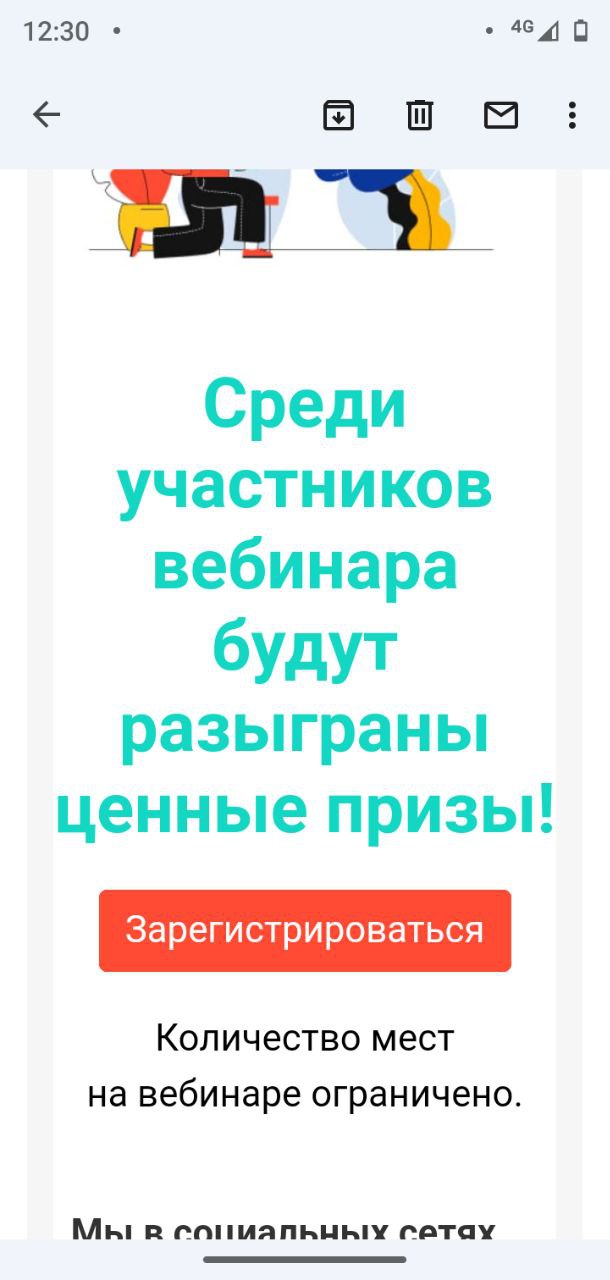 12:30
4G
Среди
участников
вебинара
будут
разыграны
ценные призы!
Зарегистрироваться
Количество мест
на вебинаре ограничено.
Мы в социальных сетях